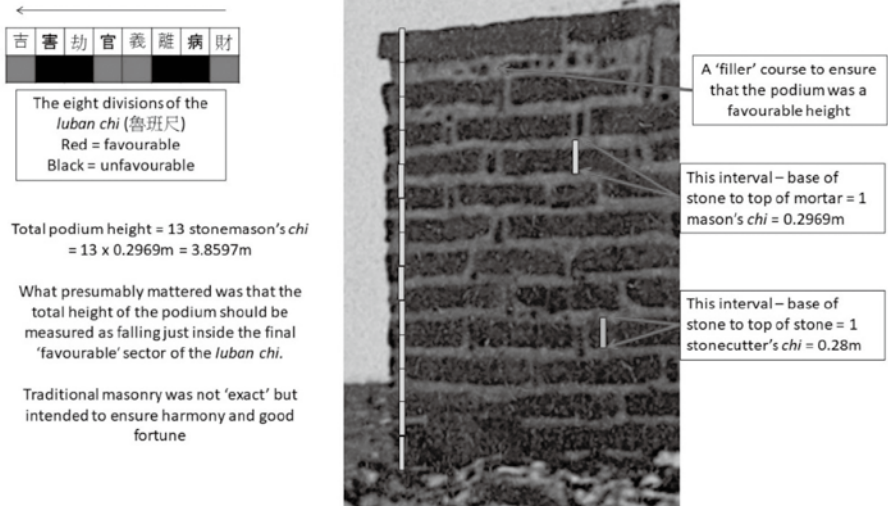 吉 害 劫 官 義 離 病 財
The eight divisions of the
luban chi (魯班尺)
Red = favourable
Black = unfavourable
Total podium height = 13 stonemason's chi
= 13 x 0.2969m = 3.8597m
What presumably mattered was that the
total height of the podium should be
measured as falling just inside the final
'favourable' sector of the luban chi.
Traditional masonry was not 'exact' but
intended to ensure harmony and good
fortune
A 'filler' course to ensure
that the podium was a
favourable height
This interval – base of
stone to top of mortar = 1
mason's chi = 0.2969m
This interval – base of
stone to top of stone = 1
stonecutter's chi = 0.28m